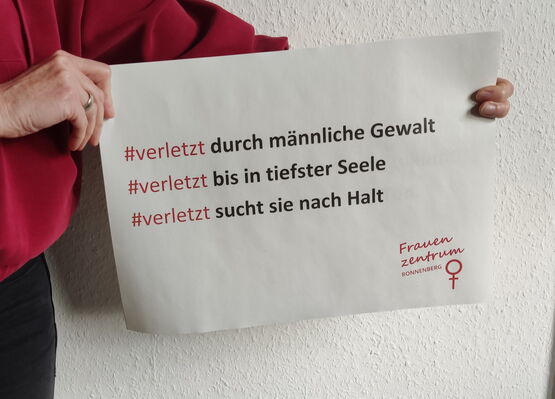 #verletzt durch männliche Gewalt
#verletzt bis in tiefster Seele
#verletzt sucht sie nach Halt
Frauen
zentrum
RONNENBERG